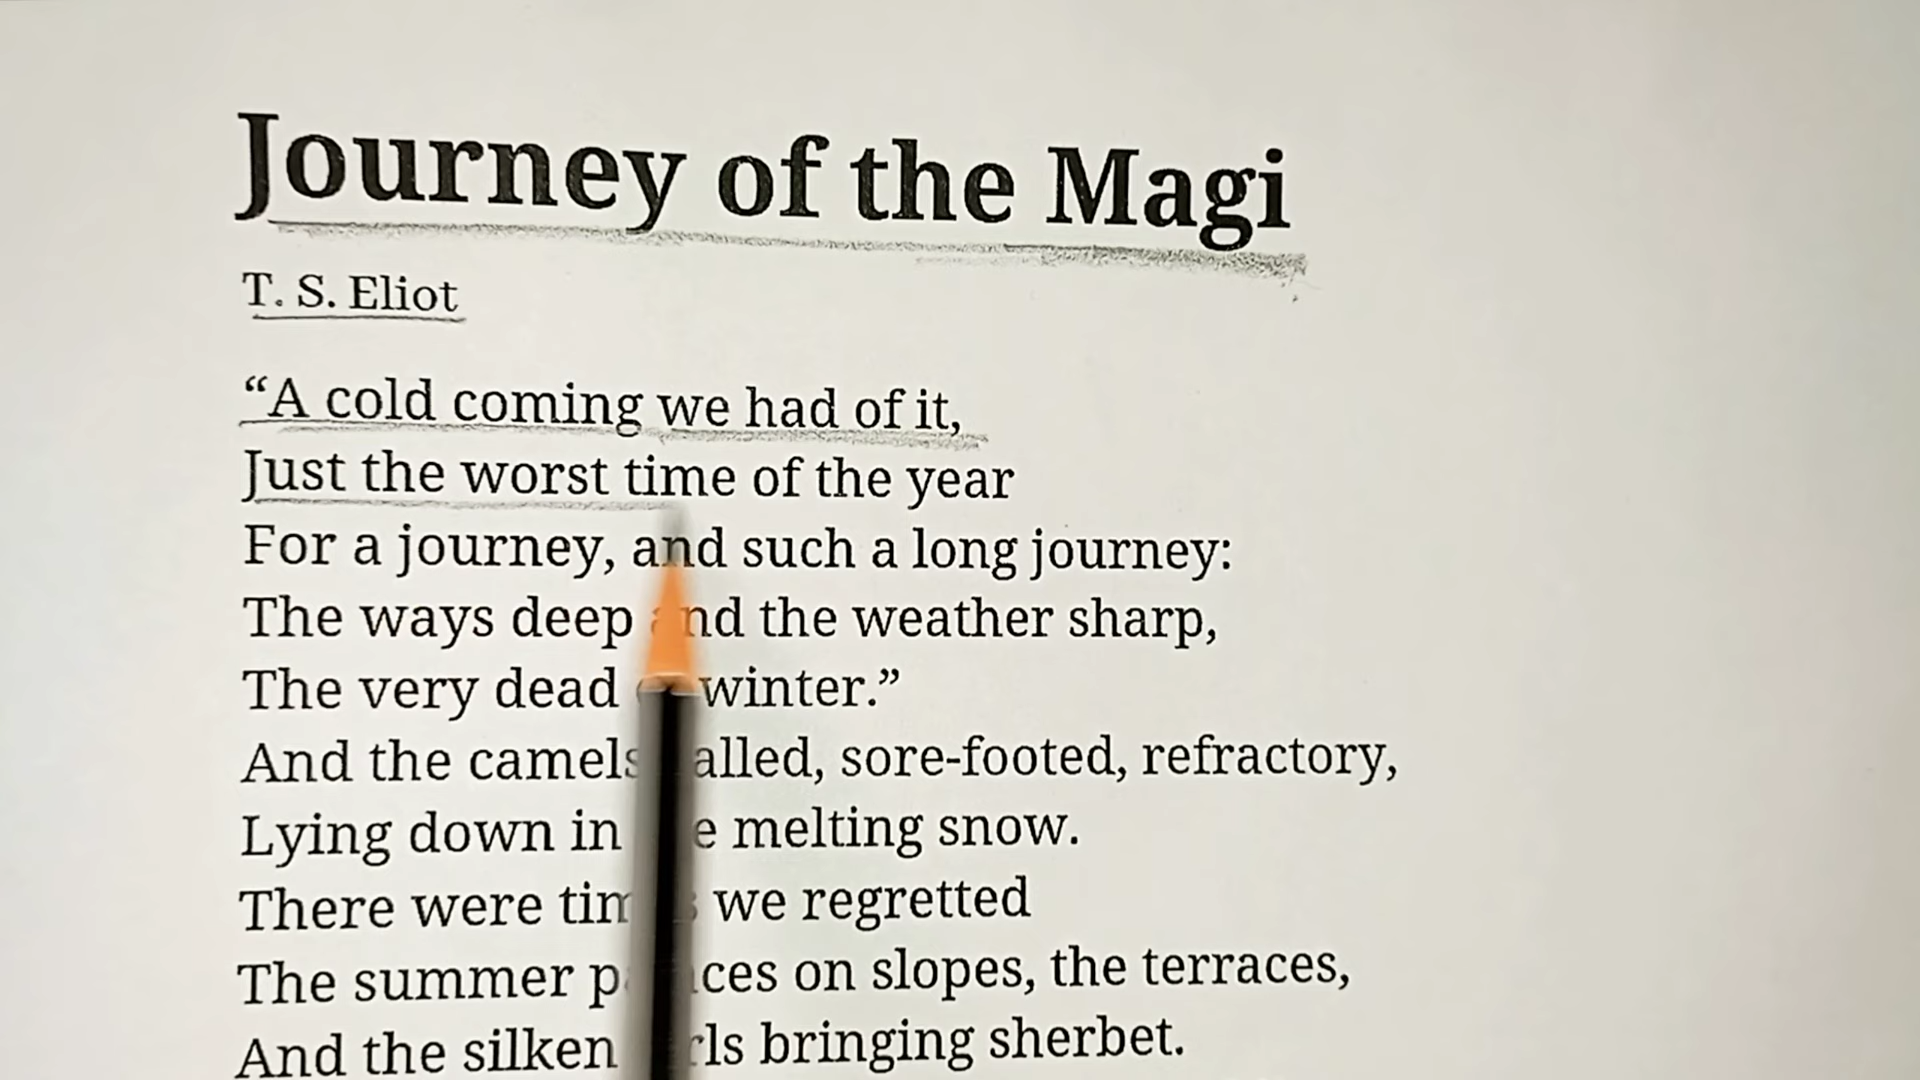 Journey of the Magi
T. S. Eliot
“A cold coming we had of it,
Just the worst time of the year
For a journey, and such a long journey:
The ways deep and the weather sharp,
The very dead winter.”
And the camels sore-footed, refractory,
Lying down in melting snow.
There were we regretted
The summer on slopes, the terraces,
And the silken bringing sherbet.